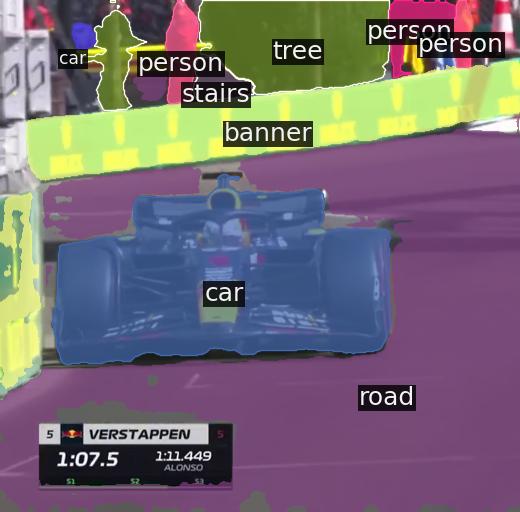 car
person
tree
person
person
stairs
banner
car
road
5 VERSTAPPEN 5
1:07.5 1:11.449
ALONSO
S1 S2 S3